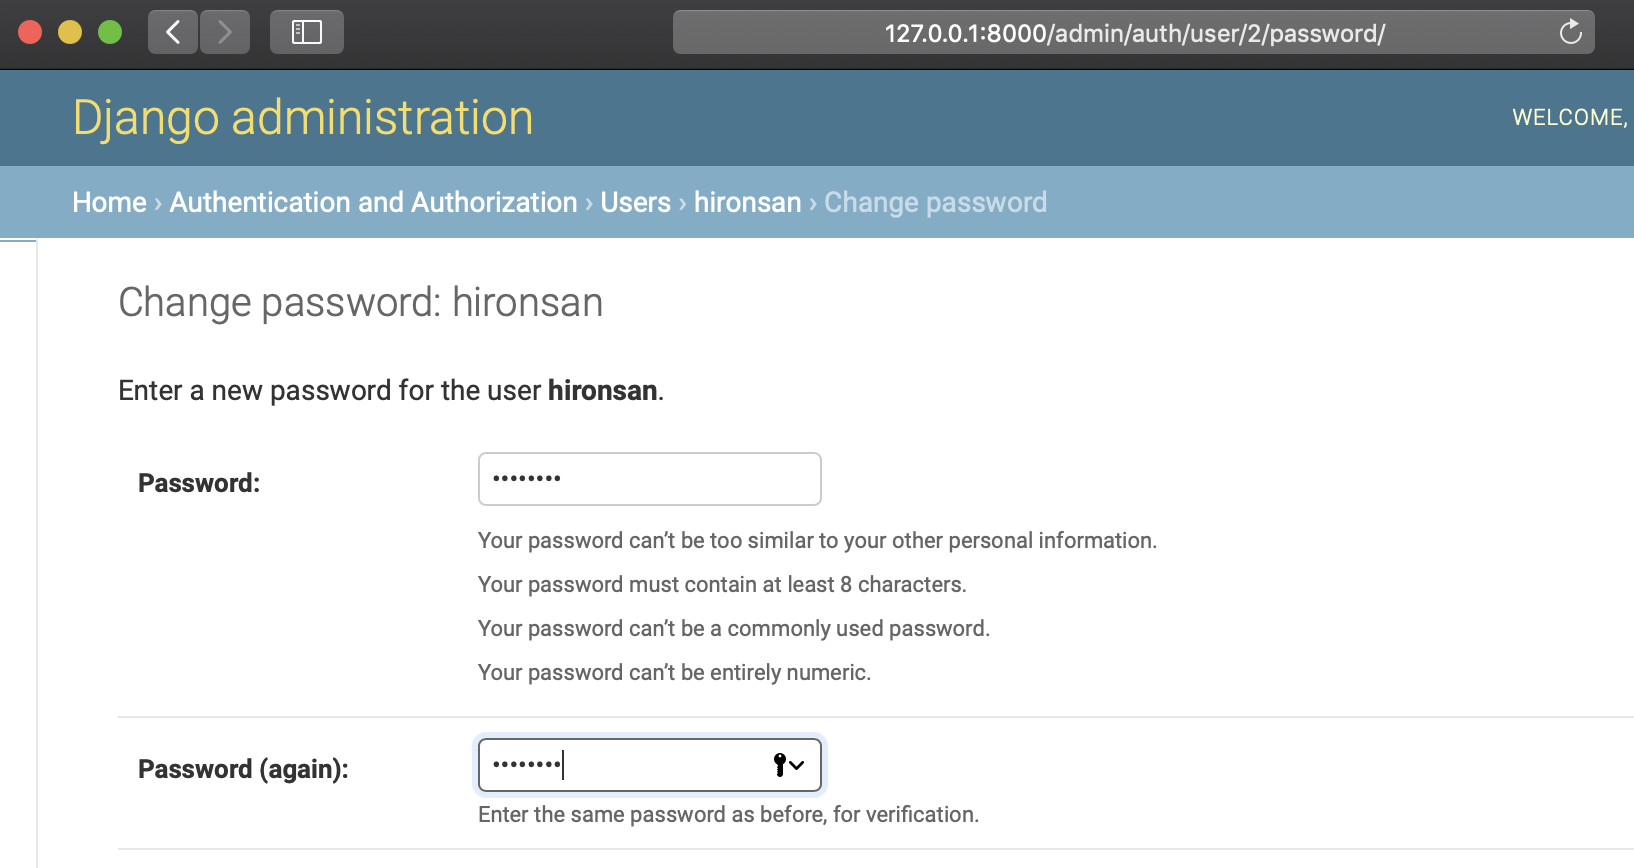 127.0.0.1:8000/admin/auth/user/2/password/
Django administration
WELCOME,
Home › Authentication and Authorization › Users › hironsan › Change password
Change password: hironsan
Enter a new password for the user hironsan.
Password:
••••••••
Your password can’t be too similar to your other personal information.
Your password must contain at least 8 characters.
Your password can’t be a commonly used password.
Your password can’t be entirely numeric.
Password (again):
••••••••
Enter the same password as before, for verification.